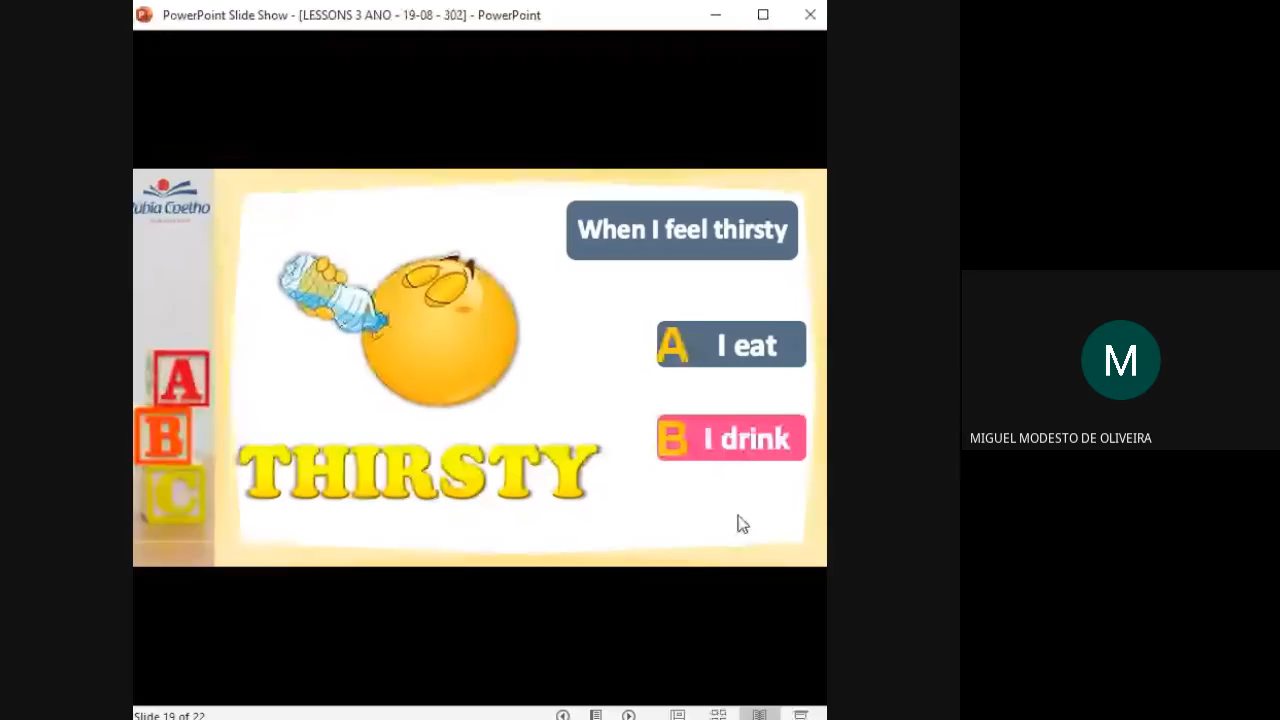 PowerPoint Slide Show - [LESSONS 3 ANO - 19-08 - 302] - PowerPoint
Coelho
When I feel thirsty
A I eat
B I drink
A
B
C
THIRSTY
M
MIGUEL MODESTO DE OLIVEIRA
Slide 19 of 22